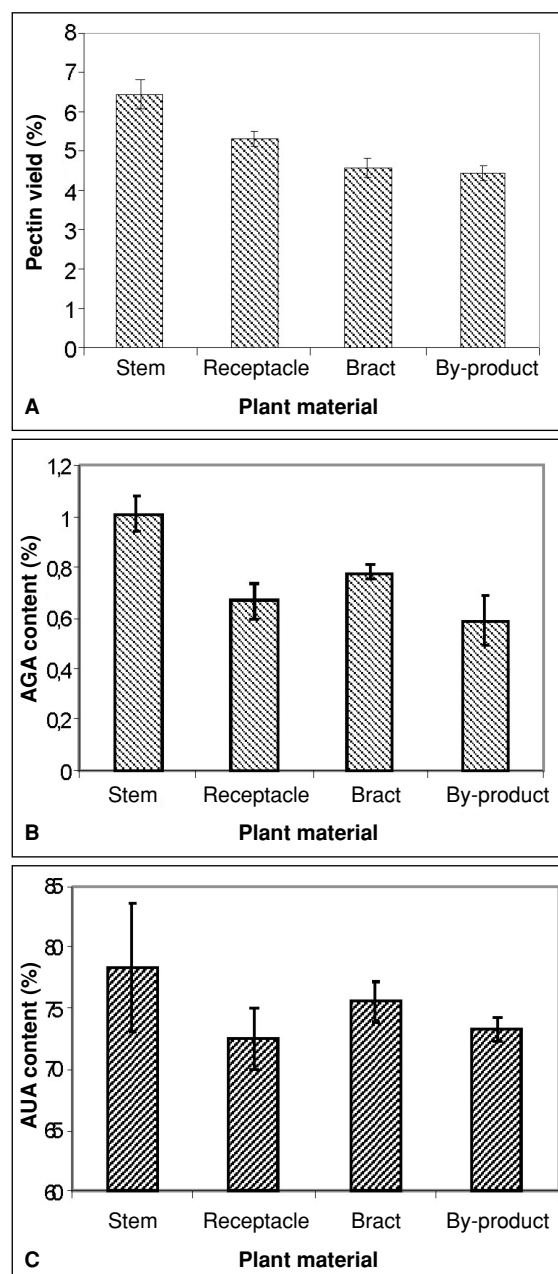 8
7
6
5
4
3
2
1
0
Pectin vield (%)
Stem Receptacle Bract By-product
A Plant material
1,2
1
0,8
0,6
0,4
0,2
0
AGA content (%)
Stem Receptacle Bract By-product
B Plant material
85
80
75
70
65
60
AUA content (%)
Stem Receptacle Bract By-product
C Plant material